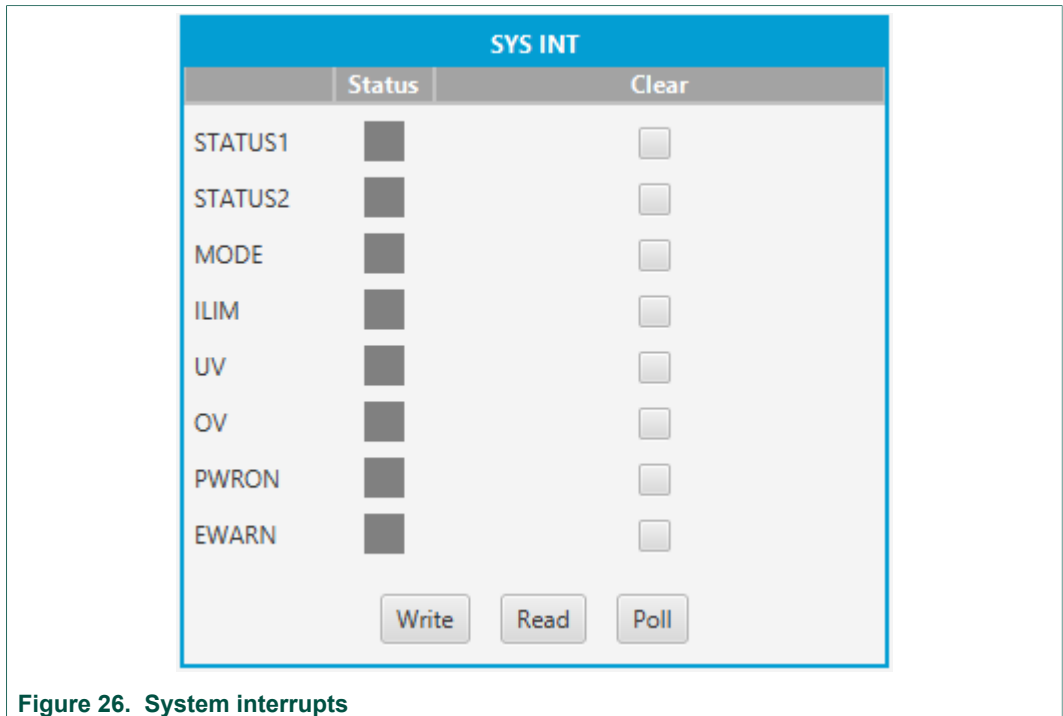 SYS INT
Status Clear
STATUS1
STATUS2
MODE
ILIM
UV
OV
PWRON
EWARN
Write Read Poll
Figure 26. System interrupts